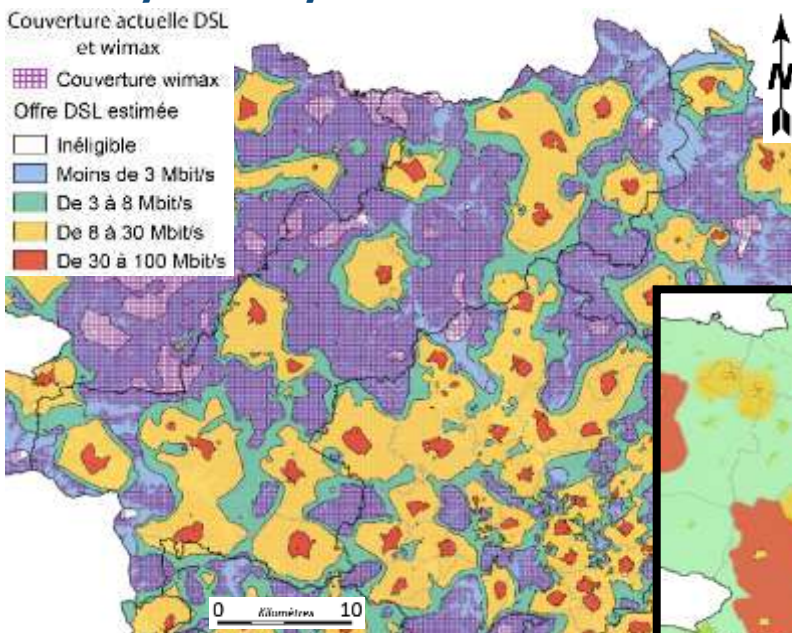 Couverture actuelle DSL
et wimax
Couverture wimax
Offre DSL estimée
Inéligible
Moins de 3 Mbit/s
De 3 à 8 Mbit/s
De 8 à 30 Mbit/s
De 30 à 100 Mbit/s
N
0 Kilomètres 10